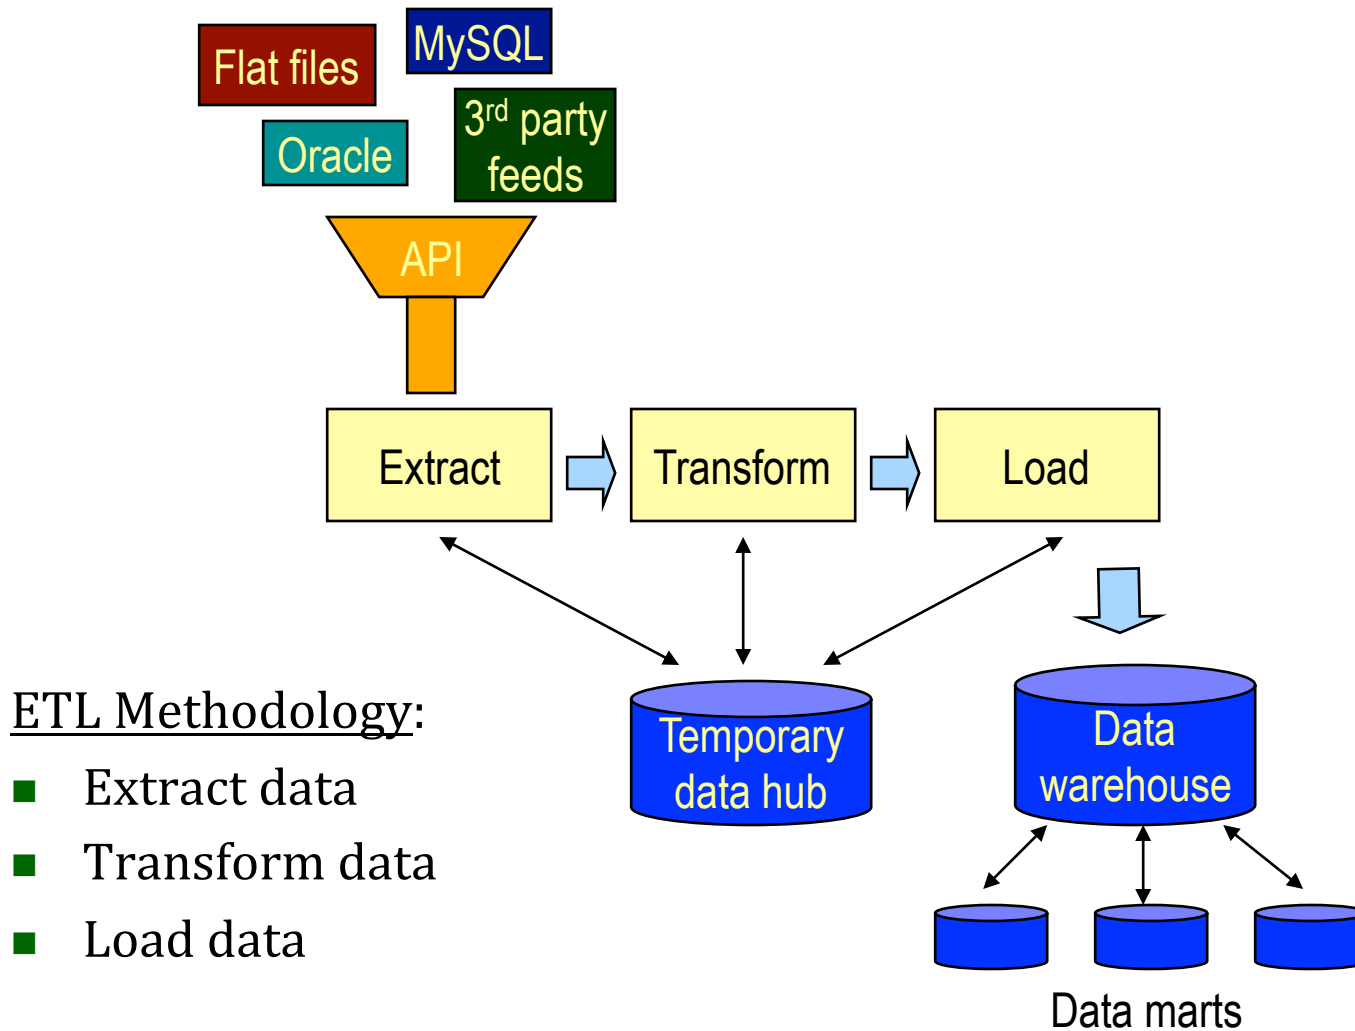 MySQL
Flat files
3rd party
feeds
Oracle
API
Extract
Transform
Load
ETL Methodology:
Extract data
Transform data
Load data
Temporary
data hub
Data
warehouse
Data marts